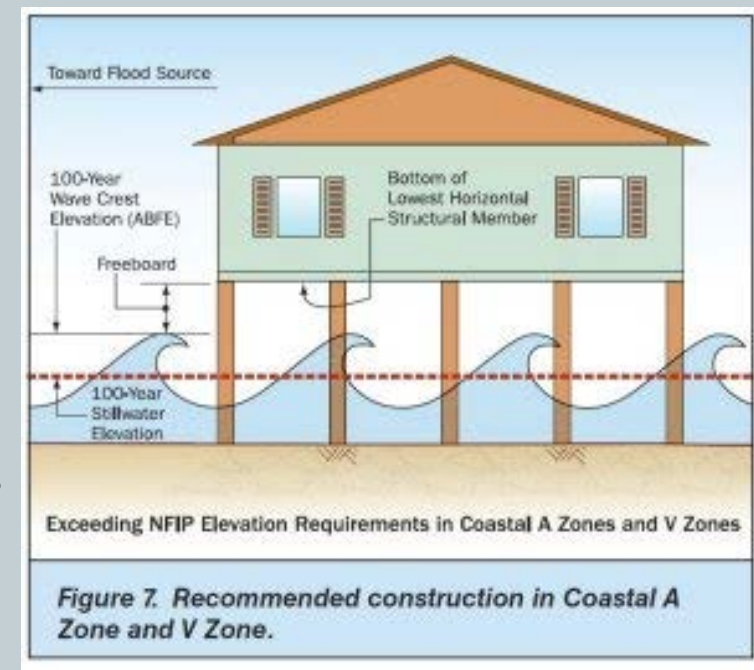 Toward Flood Source
100-Year
Wave Crest
Elevation (ABFE)
Freeboard
Bottom of
Lowest Horizontal
Structural Member
100-Year
Stillwater
Elevation
Exceeding NFIP Elevation Requirements in Coastal A Zones and V Zones
Figure 7. Recommended construction in Coastal A
Zone and V Zone.